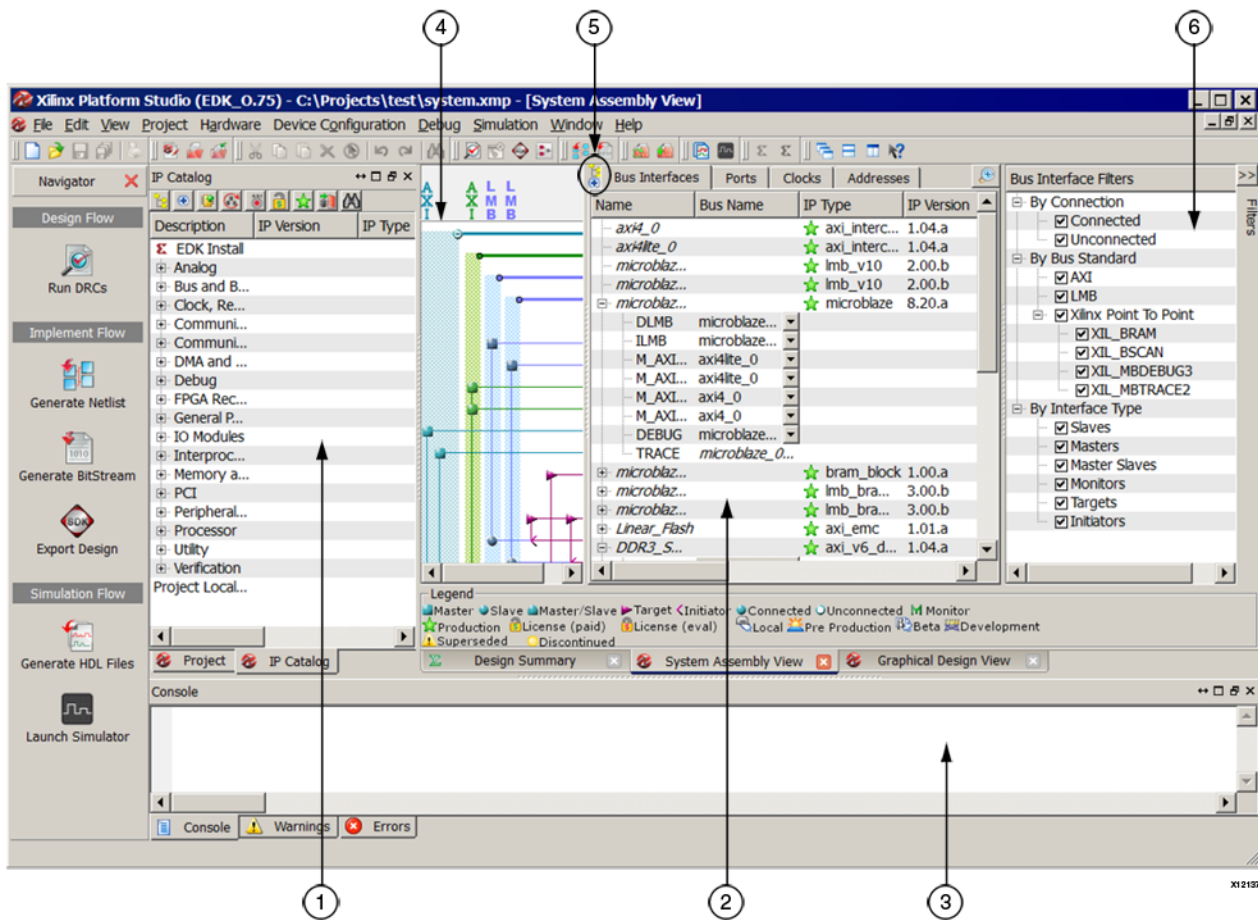 4
5
6
Xilinx Platform Studio (EDK_O.75) - C:\Projects\test\system.xmp - [System Assembly View]
File Edit View Project Hardware Device Configuration Debug Simulation Window Help
Navigator
Design Flow
Run DRCs
Implement Flow
Generate Netlist
Generate BitStream
1010
SDK
Export Design
Simulation Flow
Generate HDL Files
Launch Simulator
IP Catalog
Description IP Version IP Type
EDK Install
Analog
Bus and B...
Clock, Re...
Communi...
Communi...
DMA and ...
Debug
FPGA Rec...
General P...
IO Modules
Interproc...
Memory a...
PCI
Peripheral...
Processor
Utility
Verification
Project Local...
Project IP Catalog
AXI
AXI
LMB
LMB
Bus Interfaces Ports Clocks Addresses
Name Bus Name IP Type IP Version
axi4_0 axi_interc... 1.04.a
axi4lite_0 axi_interc... 1.04.a
microblaz... lmb_v10 2.00.b
microblaz... lmb_v10 2.00.b
microblaz... microblaze 8.20.a
DLMB microblaze...
ILMB microblaze...
M_AXI... axi4lite_0
M_AXI... axi4lite_0
M_AXI... axi4_0
M_AXI... axi4_0
DEBUG microblaze...
TRACE microblaze_0...
microblaz... bram_block 1.00.a
microblaz... lmb_bra... 3.00.b
microblaz... lmb_bra... 3.00.b
Linear_Flash axi_emc 1.01.a
DDR3_S... axi_v6_d... 1.04.a
Legend
Master Slave Master/Slave Target Initiator Connected Unconnected M Monitor
Production License (paid) License (eval) Local Pre Production Beta Development
Superseded Discontinued
Design Summary System Assembly View Graphical Design View
Bus Interface Filters
By Connection
Connected
Unconnected
By Bus Standard
AXI
LMB
Xilinx Point To Point
XIL_BRAM
XIL_BSCAN
XIL_MBDEBUG3
XIL_MBTRACE2
By Interface Type
Slaves
Masters
Master Slaves
Monitors
Targets
Initiators
>>
Filters
Console
Console Warnings Errors
X12137
1
2
3